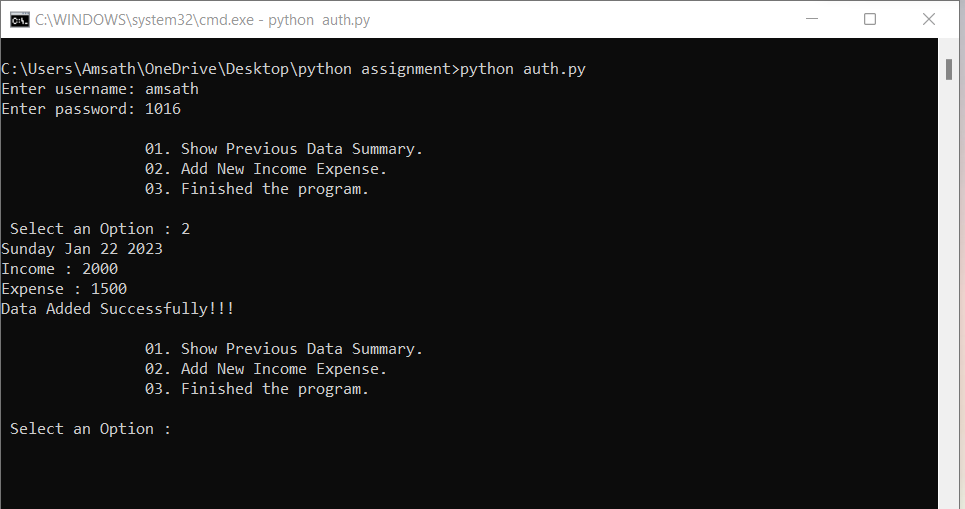 C:\WINDOWS\system32\cmd.exe - python  auth.py
C:\Users\Amsath\OneDrive\Desktop\python assignment>python auth.py
Enter username: amsath
Enter password: 1016
01. Show Previous Data Summary.
02. Add New Income Expense.
03. Finished the program.
Select an Option : 2
Sunday Jan 22 2023
Income : 2000
Expense : 1500
Data Added Successfully!!!
01. Show Previous Data Summary.
02. Add New Income Expense.
03. Finished the program.
Select an Option :